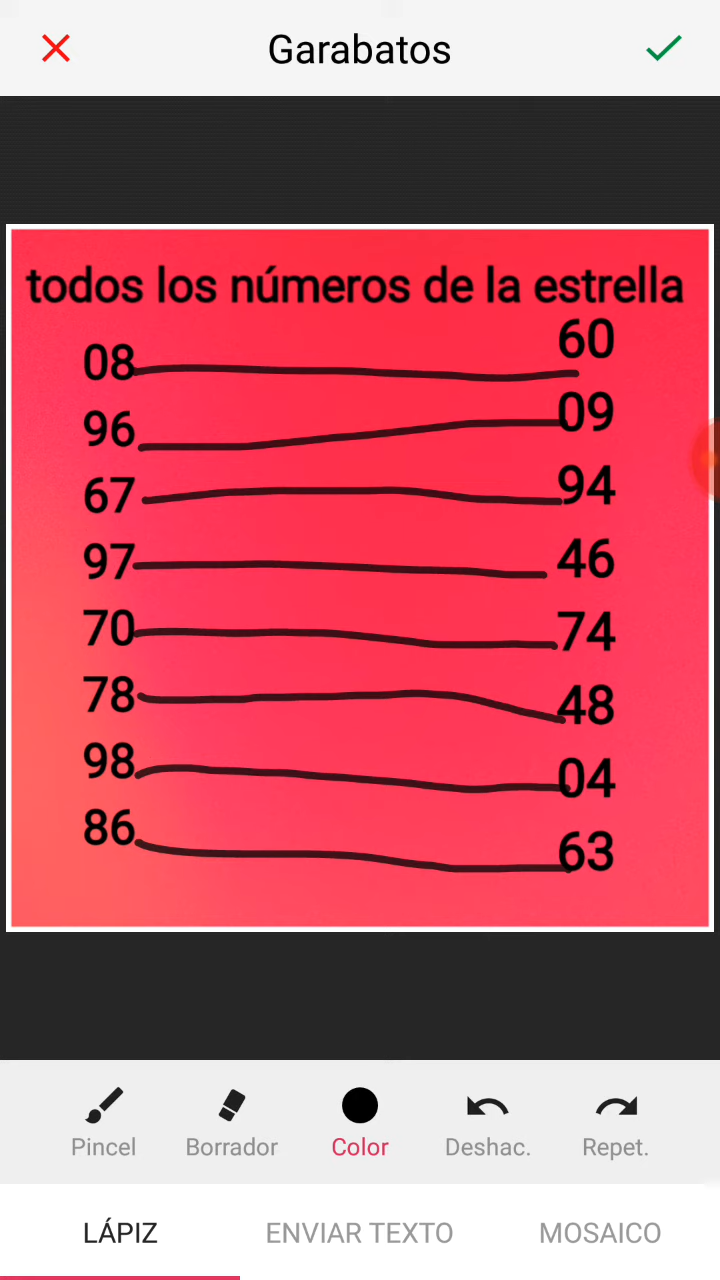 Garabatos
todos los números de la estrella
08 60
96 09
67 94
97 46
70 74
78 48
98 04
86 63
Pincel Borrador Color Deshac. Repet.
LÁPIZ ENVIAR TEXTO MOSAICO